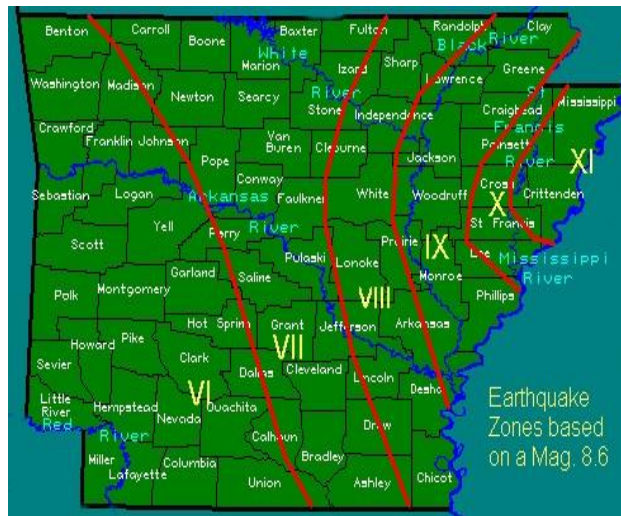 Benton
Carroll
Boone
Baxter
Fulton
Randolph
Clay
White
Marion
Black
River
Izard
Sharp
Lawrence
Greene
Washington
Madison
Newton
Searcy
Stone
River
Independence
Craighead
St
Mississippi
Crawford
Franklin
Johnson
Van
Buren
Cleburne
Jackson
Francis
Poinsett
River
XI
Pope
Conway
Sebastian
Logan
Arkansas
Faulkner
White
Woodruff
Cross
X
Crittenden
Yell
Perry
River
St Francis
Scott
Pulaski
Lonoke
Prairie
IX
Lee
Mississippi
River
Garland
Saline
Monroe
Polk
Montgomery
VIII
Phillips
Hot Spring
Grant
Jefferson
Arkansas
Howard
Pike
Clark
VII
Sevier
Dallas
Cleveland
Lincoln
Desha
Little
River
Red
River
Hempstead
Nevada
VI
Ouachita
Calhoun
Drew
Bradley
Miller
Lafayette
Columbia
Union
Ashley
Chicot
Earthquake
Zones based
on a Mag. 8.6